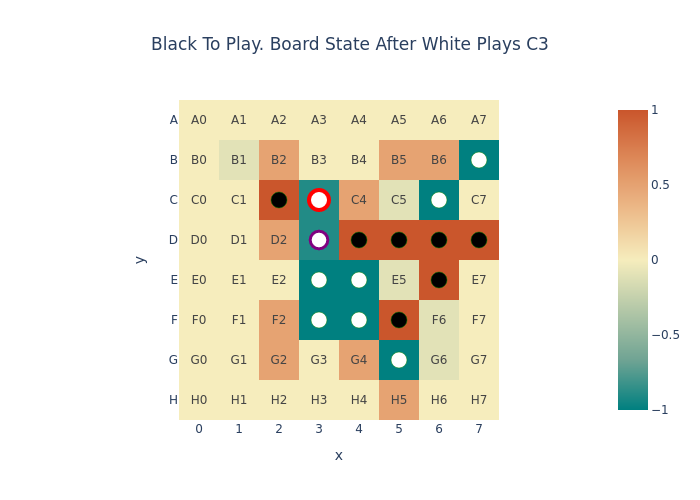 Black To Play. Board State After White Plays C3
A A0 A1 A2 A3 A4 A5 A6 A7
B B0 B1 B2 B3 B4 B5 B6
C C0 C1 C4 C5 C7
D D0 D1 D2
E E0 E1 E2 E5 E7
F F0 F1 F2 F6 F7
G G0 G1 G2 G3 G4 G6 G7
H H0 H1 H2 H3 H4 H5 H6 H7
0 1 2 3 4 5 6 7
x
y
1
0.5
0
−0.5
−1